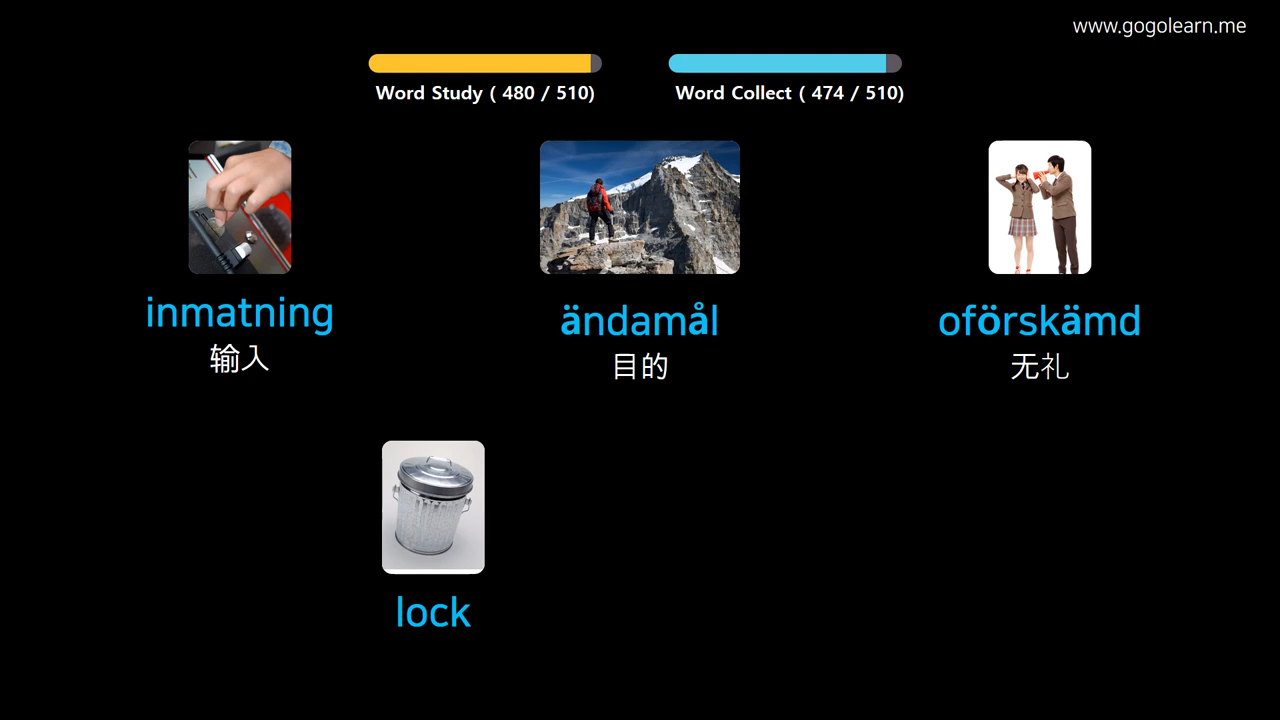 www.gogolearn.me
Word Study ( 480 / 510)
Word Collect ( 474 / 510)
inmatning
输入
ändamål
目的
oförskämd
无礼
lock